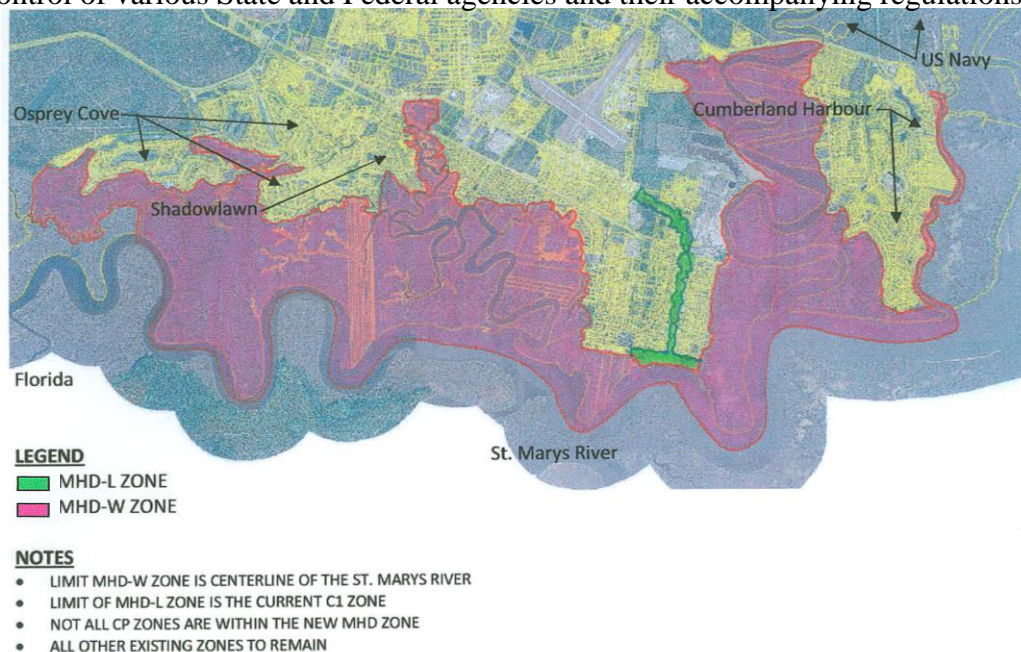 ontrol of various State and Federal agencies and their accompanying regulations
US Navy
Osprey Cove
Cumberland Harbour
Shadowlawn
Florida
St. Marys River
LEGEND
MHD-L ZONE
MHD-W ZONE
NOTES
• LIMIT MHD-W ZONE IS CENTERLINE OF THE ST. MARYS RIVER
• LIMIT OF MHD-L ZONE IS THE CURRENT C1 ZONE
• NOT ALL CP ZONES ARE WITHIN THE NEW MHD ZONE
• ALL OTHER EXISTING ZONES TO REMAIN